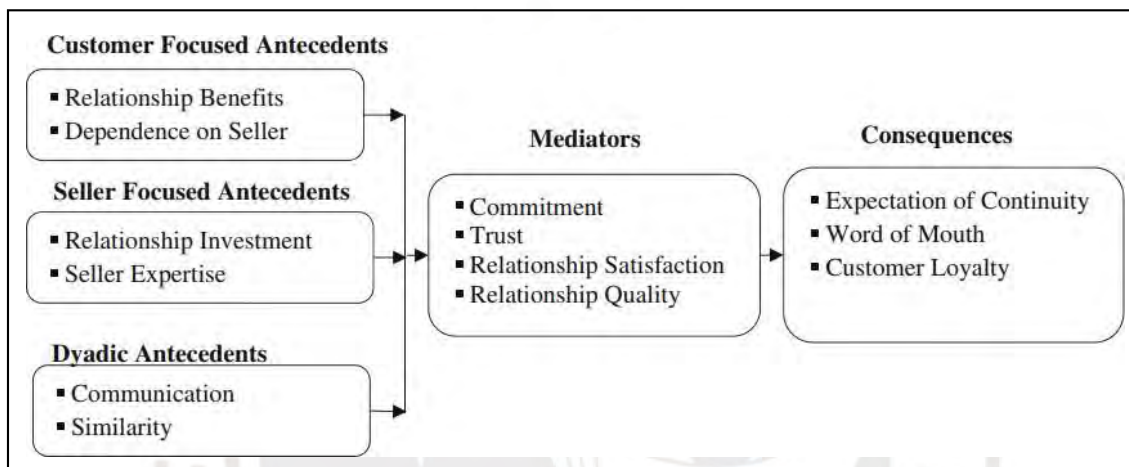 Customer Focused Antecedents
▪ Relationship Benefits
▪ Dependence on Seller
Seller Focused Antecedents
▪ Relationship Investment
▪ Seller Expertise
Dyadic Antecedents
▪ Communication
▪ Similarity
Mediators
▪ Commitment
▪ Trust
▪ Relationship Satisfaction
▪ Relationship Quality
Consequences
▪ Expectation of Continuity
▪ Word of Mouth
▪ Customer Loyalty